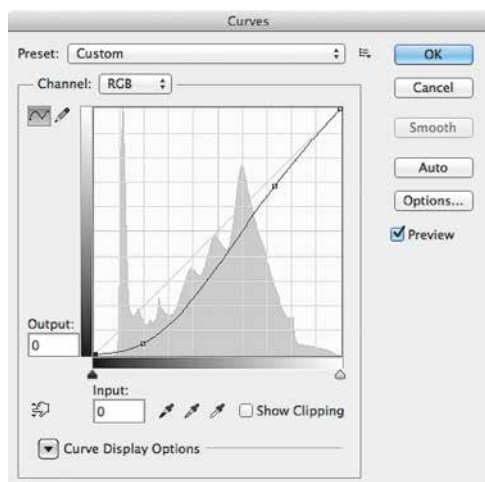 Curves
Preset: Custom
OK
Channel: RGB
Cancel
Smooth
Auto
Options...
Preview
Output:
0
Input:
0
Show Clipping
Curve Display Options